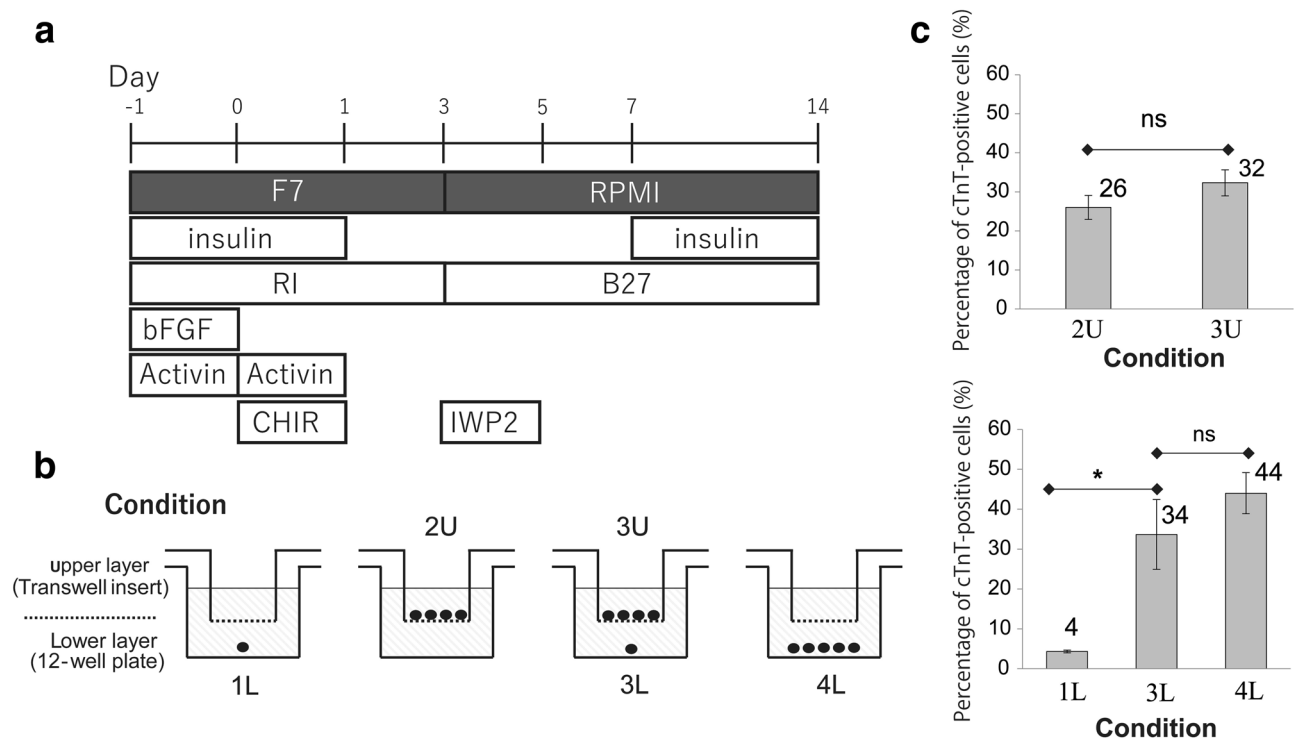 a
Day
-1 0 1 3 5 7 14
F7 RPMI
insulin insulin
RI B27
bFGF
Activin Activin
CHIR IWP2
b
Condition
2U 3U
upper layer
(Transwell insert)
Lower layer
(12-well plate)
1L 3L 4L
c
Percentage of cTnT-positive cells (%)
60
50
40
30
20
10
0
ns
26
32
2U 3U
Condition
Percentage of cTnT-positive cells (%)
60
50
40
30
20
10
0
ns
*
4
34
44
1L 3L 4L
Condition